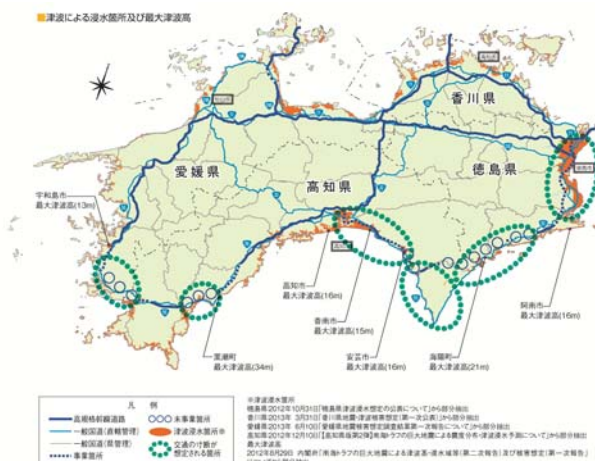 ■津波による浸水箇所及び最大津波高
香川県
愛媛県
高知県
徳島県
宇和島市
最大津波高(13m)
高知市
最大津波高(16m)
香南市
最大津波高(15m)
黒潮町
最大津波高(34m)
安芸市
最大津波高(16m)
海陽町
最大津波高(21m)
阿南市
最大津波高(16m)
凡 例
高規格幹線道路
一般国道(直轄管理)
一般国道(県管理)
事業箇所
未事業箇所
津波浸水箇所※
交通の寸断が
想定される箇所
※津波浸水箇所
徳島県2012年10月31日「徳島県津波浸水想定の公表について」から部分抽出
香川県2013年 3月31日「香川県地震・津波被害想定(第一次公表)」から部分抽出
愛媛県2013年 6月10日「愛媛県地震被害想定調査結果第一次報告について」から部分抽出
高知県2012年12月10日「【高知県版第2弾】南海トラフの巨大地震による震度分布・津波浸水予測について」から部分抽出
最大津波高
2012年8月29日 内閣府「南海トラフの巨大地震による津波高・浸水域等(第二次報告)及び被害想定(第一次報告)